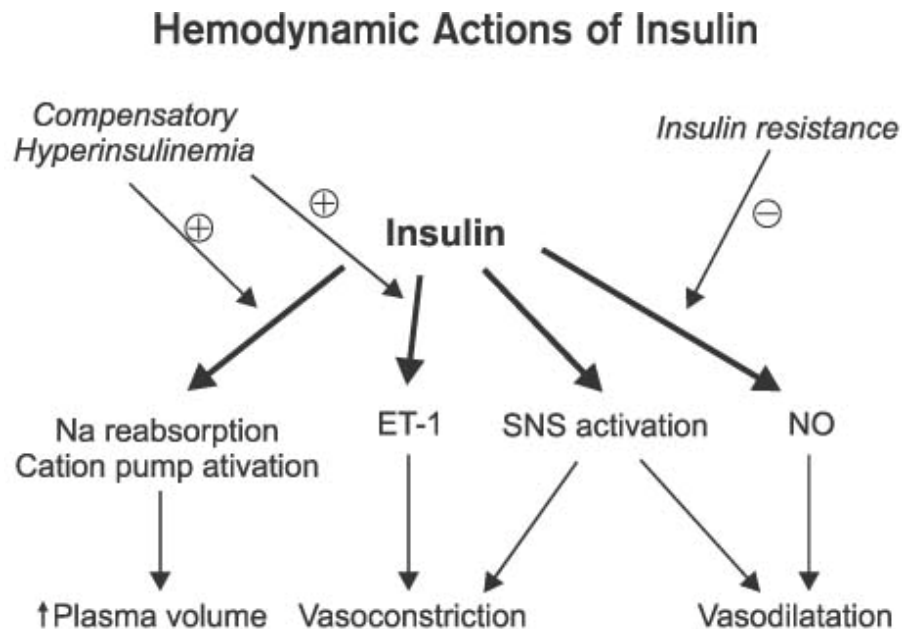 Hemodynamic Actions of Insulin
Compensatory
Hyperinsulinemia
Insulin resistance
⊕
⊕
⊖
Insulin
Na reabsorption
Cation pump ativation
ET-1
SNS activation
NO
↑Plasma volume
Vasoconstriction
Vasodilatation